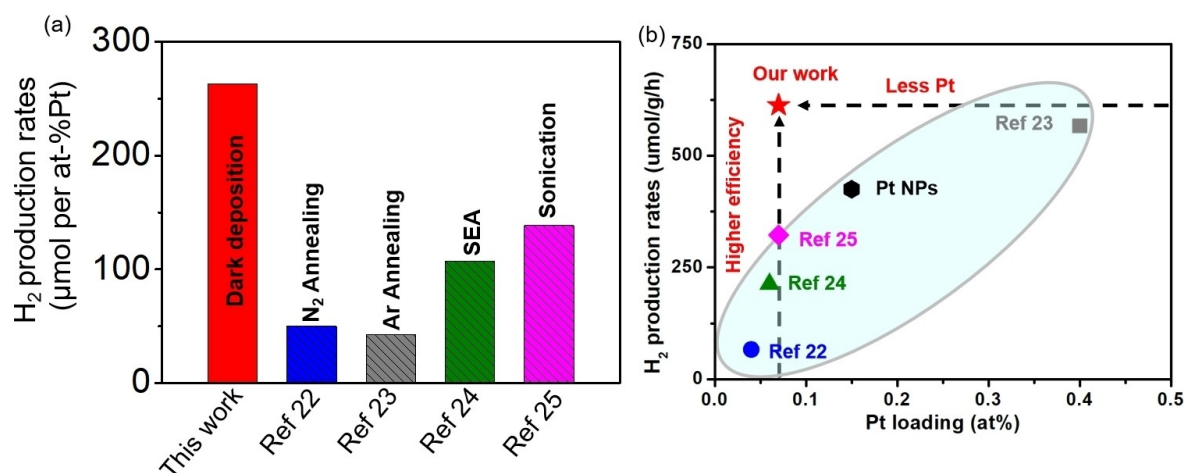 (a)
H₂ production rates
(μmol per at-%Pt)
300
200
100
0
Dark deposition
N₂ Annealing
Ar Annealing
SEA
Sonication
This work
Ref 22
Ref 23
Ref 24
Ref 25
(b)
H₂ production rates (umol/g/h)
750
500
250
0
Our work
Less Pt
Higher efficiency
Ref 23
Pt NPs
Ref 25
Ref 24
Ref 22
0.0 0.1 0.2 0.3 0.4 0.5
Pt loading (at%)